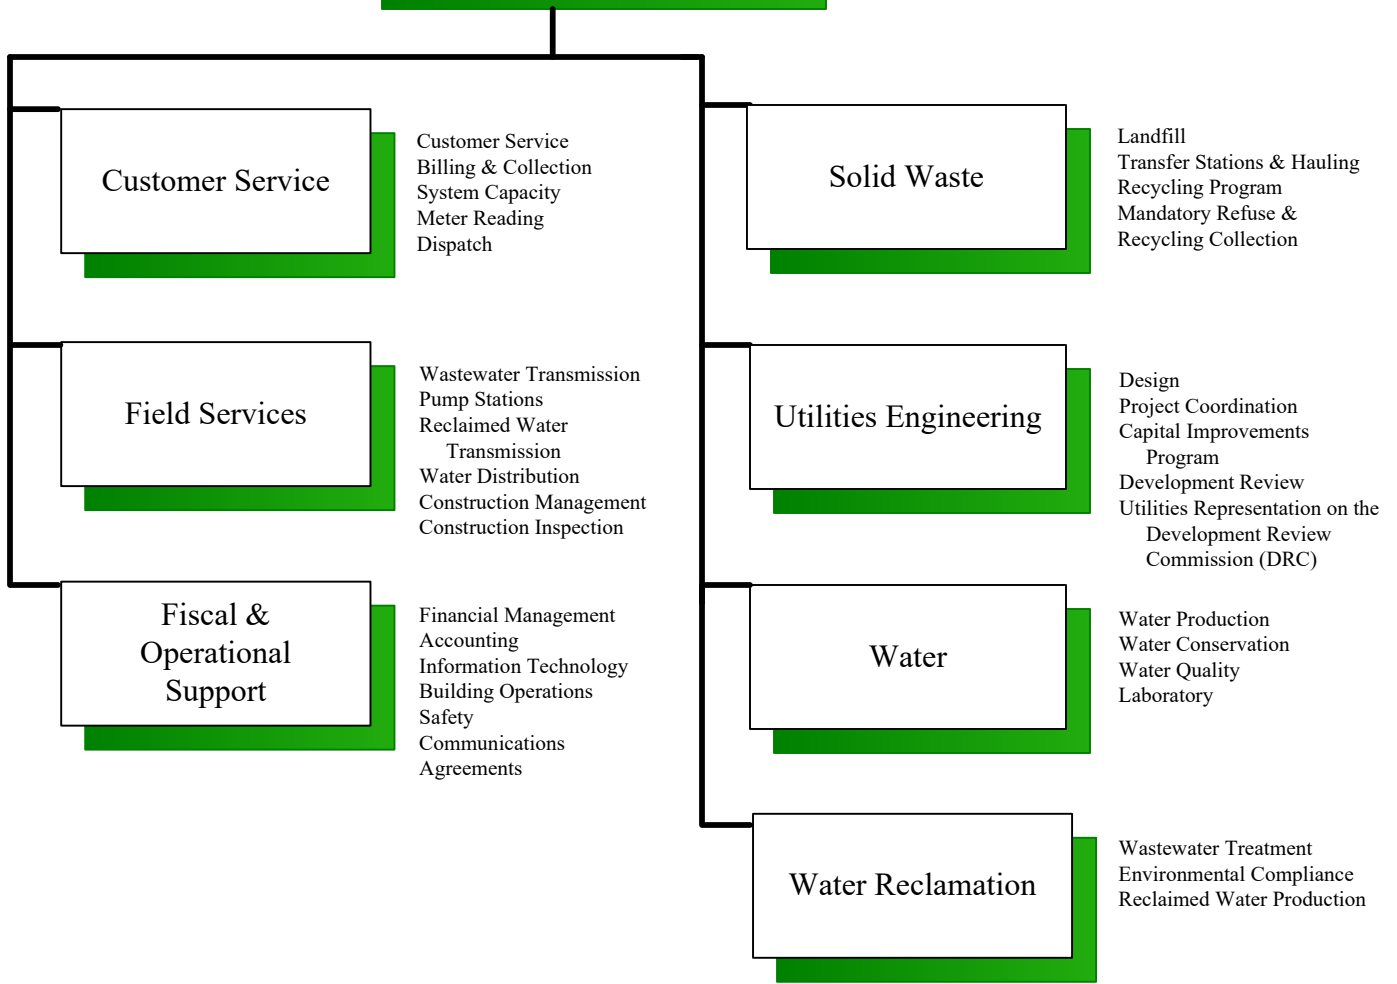 Customer Service
Customer Service
Billing & Collection
System Capacity
Meter Reading
Dispatch
Field Services
Wastewater Transmission
Pump Stations
Reclaimed Water
Transmission
Water Distribution
Construction Management
Construction Inspection
Fiscal &
Operational
Support
Financial Management
Accounting
Information Technology
Building Operations
Safety
Communications
Agreements
Solid Waste
Landfill
Transfer Stations & Hauling
Recycling Program
Mandatory Refuse &
Recycling Collection
Utilities Engineering
Design
Project Coordination
Capital Improvements
Program
Development Review
Utilities Representation on the
Development Review
Commission (DRC)
Water
Water Production
Water Conservation
Water Quality
Laboratory
Water Reclamation
Wastewater Treatment
Environmental Compliance
Reclaimed Water Production